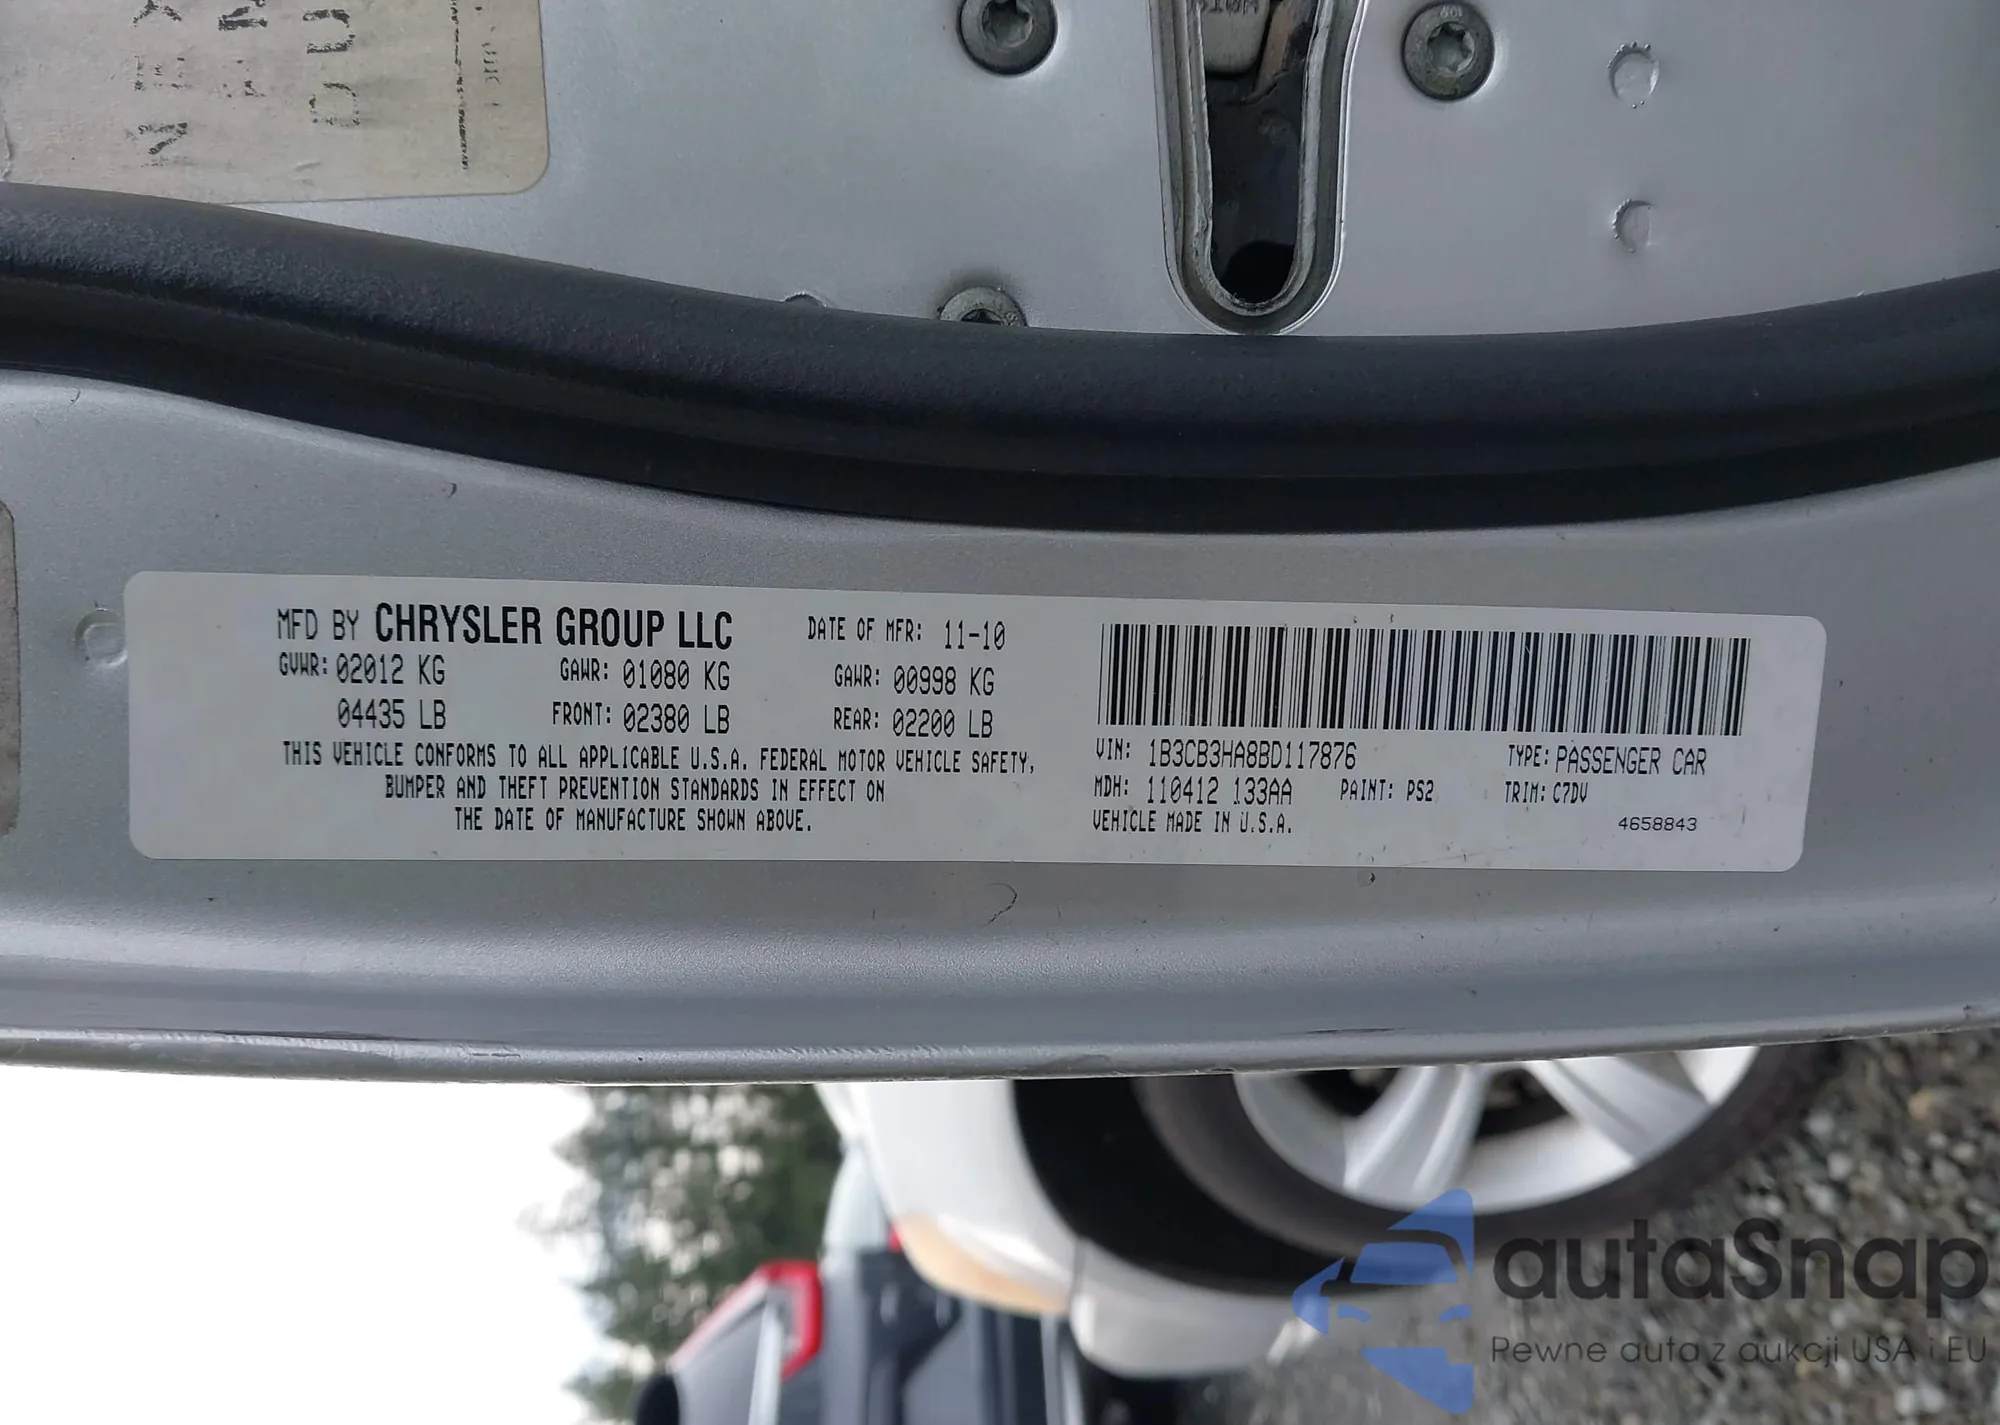 MFD BY CHRYSLER GROUP LLC DATE OF MFR: 11-10
GVWR: 02012 KG GAWR: 01080 KG GAWR: 00998 KG
04435 LB FRONT: 02380 LB REAR: 02200 LB
THIS VEHICLE CONFORMS TO ALL APPLICABLE U.S.A. FEDERAL MOTOR VEHICLE SAFETY,
BUMPER AND THEFT PREVENTION STANDARDS IN EFFECT ON
THE DATE OF MANUFACTURE SHOWN ABOVE.
VIN: 1B3CB3HA8BD117876 TYPE: PASSENGER CAR
MDH: 110412 133AA PAINT: PS2 TRIM: C7DV
VEHICLE MADE IN U.S.A. 4658843
autaSnap
Pewne auta z aukcji USA i EU